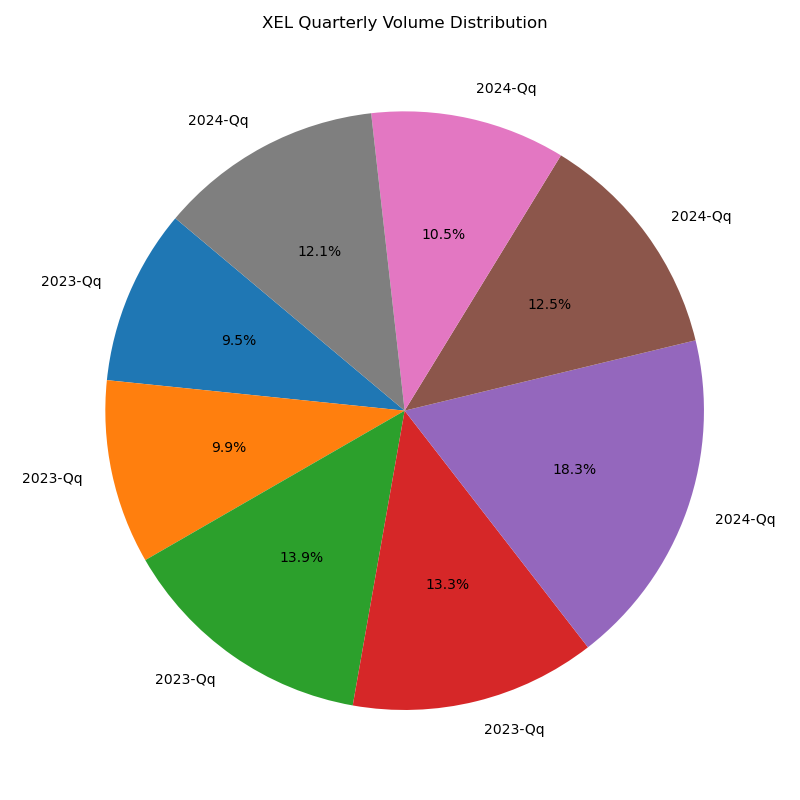 XEL Quarterly Volume Distribution
2024-Qq
2024-Qq
2024-Qq
10.5%
12.1%
2023-Qq
12.5%
9.5%
9.9%
18.3%
2023-Qq
2024-Qq
13.9%
13.3%
2023-Qq
2023-Qq